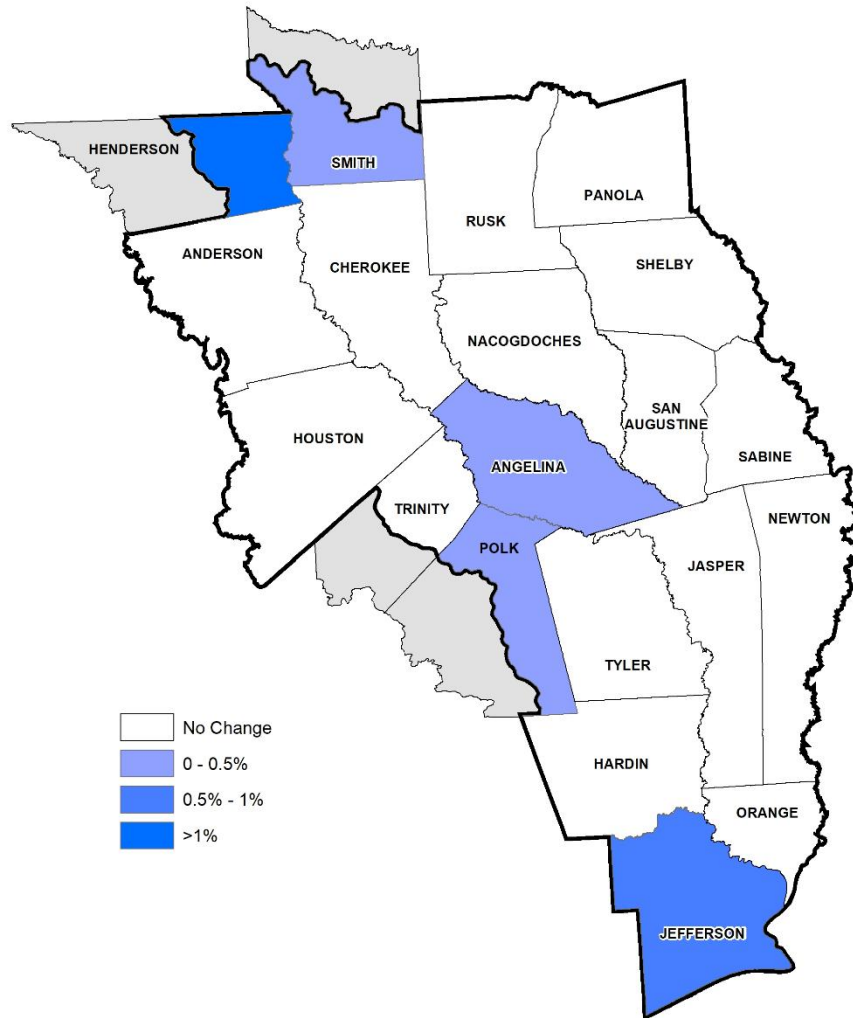 HENDERSON
SMITH
PANOLA
RUSK
ANDERSON
CHEROKEE
SHELBY
NACOGDOCHES
SAN
AUGUSTINE
HOUSTON
ANGELINA
SABINE
TRINITY
NEWTON
POLK
JASPER
TYLER
No Change
0 - 0.5%
0.5% - 1%
>1%
HARDIN
ORANGE
JEFFERSON